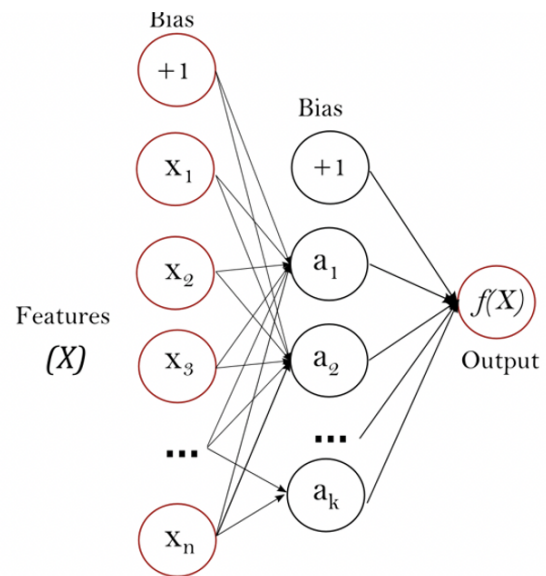 Bias
+1
x1
x2
x3
...
xn
Features
(X)
Bias
+1
a1
a2
...
ak
f(X)
Output